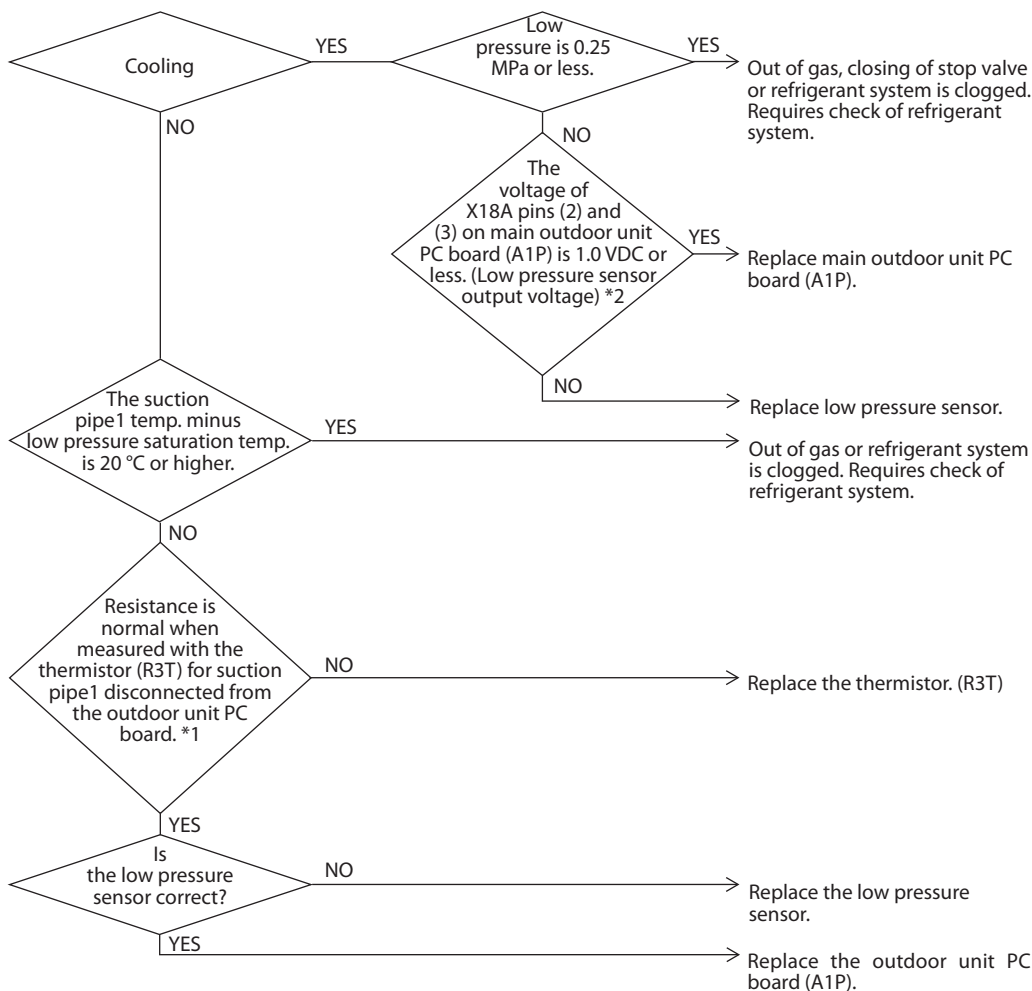 Cooling
YES
Low
pressure is 0.25
MPa or less.
YES
Out of gas, closing of stop valve
or refrigerant system is clogged.
Requires check of refrigerant
system.
NO
NO
The
voltage of
X18A pins (2) and
(3) on main outdoor unit
PC board (A1P) is 1.0 VDC or
less. (Low pressure sensor
output voltage) *2
YES
Replace main outdoor unit PC
board (A1P).
NO
Replace low pressure sensor.
The suction
pipe1 temp. minus
low pressure saturation temp.
is 20 °C or higher.
YES
Out of gas or refrigerant system
is clogged. Requires check of
refrigerant system.
NO
Resistance is
normal when
measured with the
thermistor (R3T) for suction
pipe1 disconnected from
the outdoor unit PC
board. *1
NO
Replace the thermistor. (R3T)
YES
Is
the low pressure
sensor correct?
NO
Replace the low pressure
sensor.
YES
Replace the outdoor unit PC
board (A1P).